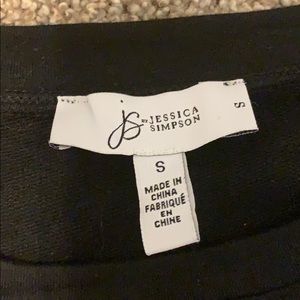 JS BY JESSICA
SIMPSON
S
S
MADE IN
CHINA
FABRIQUÉ
EN
CHINE